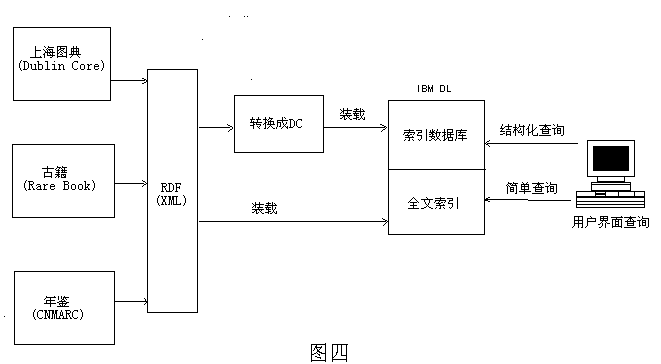 上海图典
(Dublin Core)
古籍
(Rare Book)
年鉴
(CNMARC)
RDF
(XML)
转换成DC
装载
装载
IBM DL
索引数据库
全文索引
结构化查询
简单查询
用户界面查询
图四